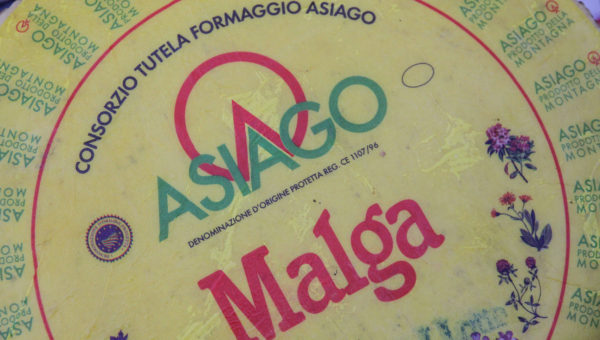 CONSORZIO TUTELA FORMAGGIO ASIAGO
ASIAGO
DENOMINAZIONE D'ORIGINE PROTETTA REG. CE 1107/96
Malga
ASIAGO
PRODOTTO DELLA
MONTAGNA
ASIAGO
PRODOTTO DELLA
MONTAGNA
ASIAGO
PRODOTTO DELLA
MONTAGNA